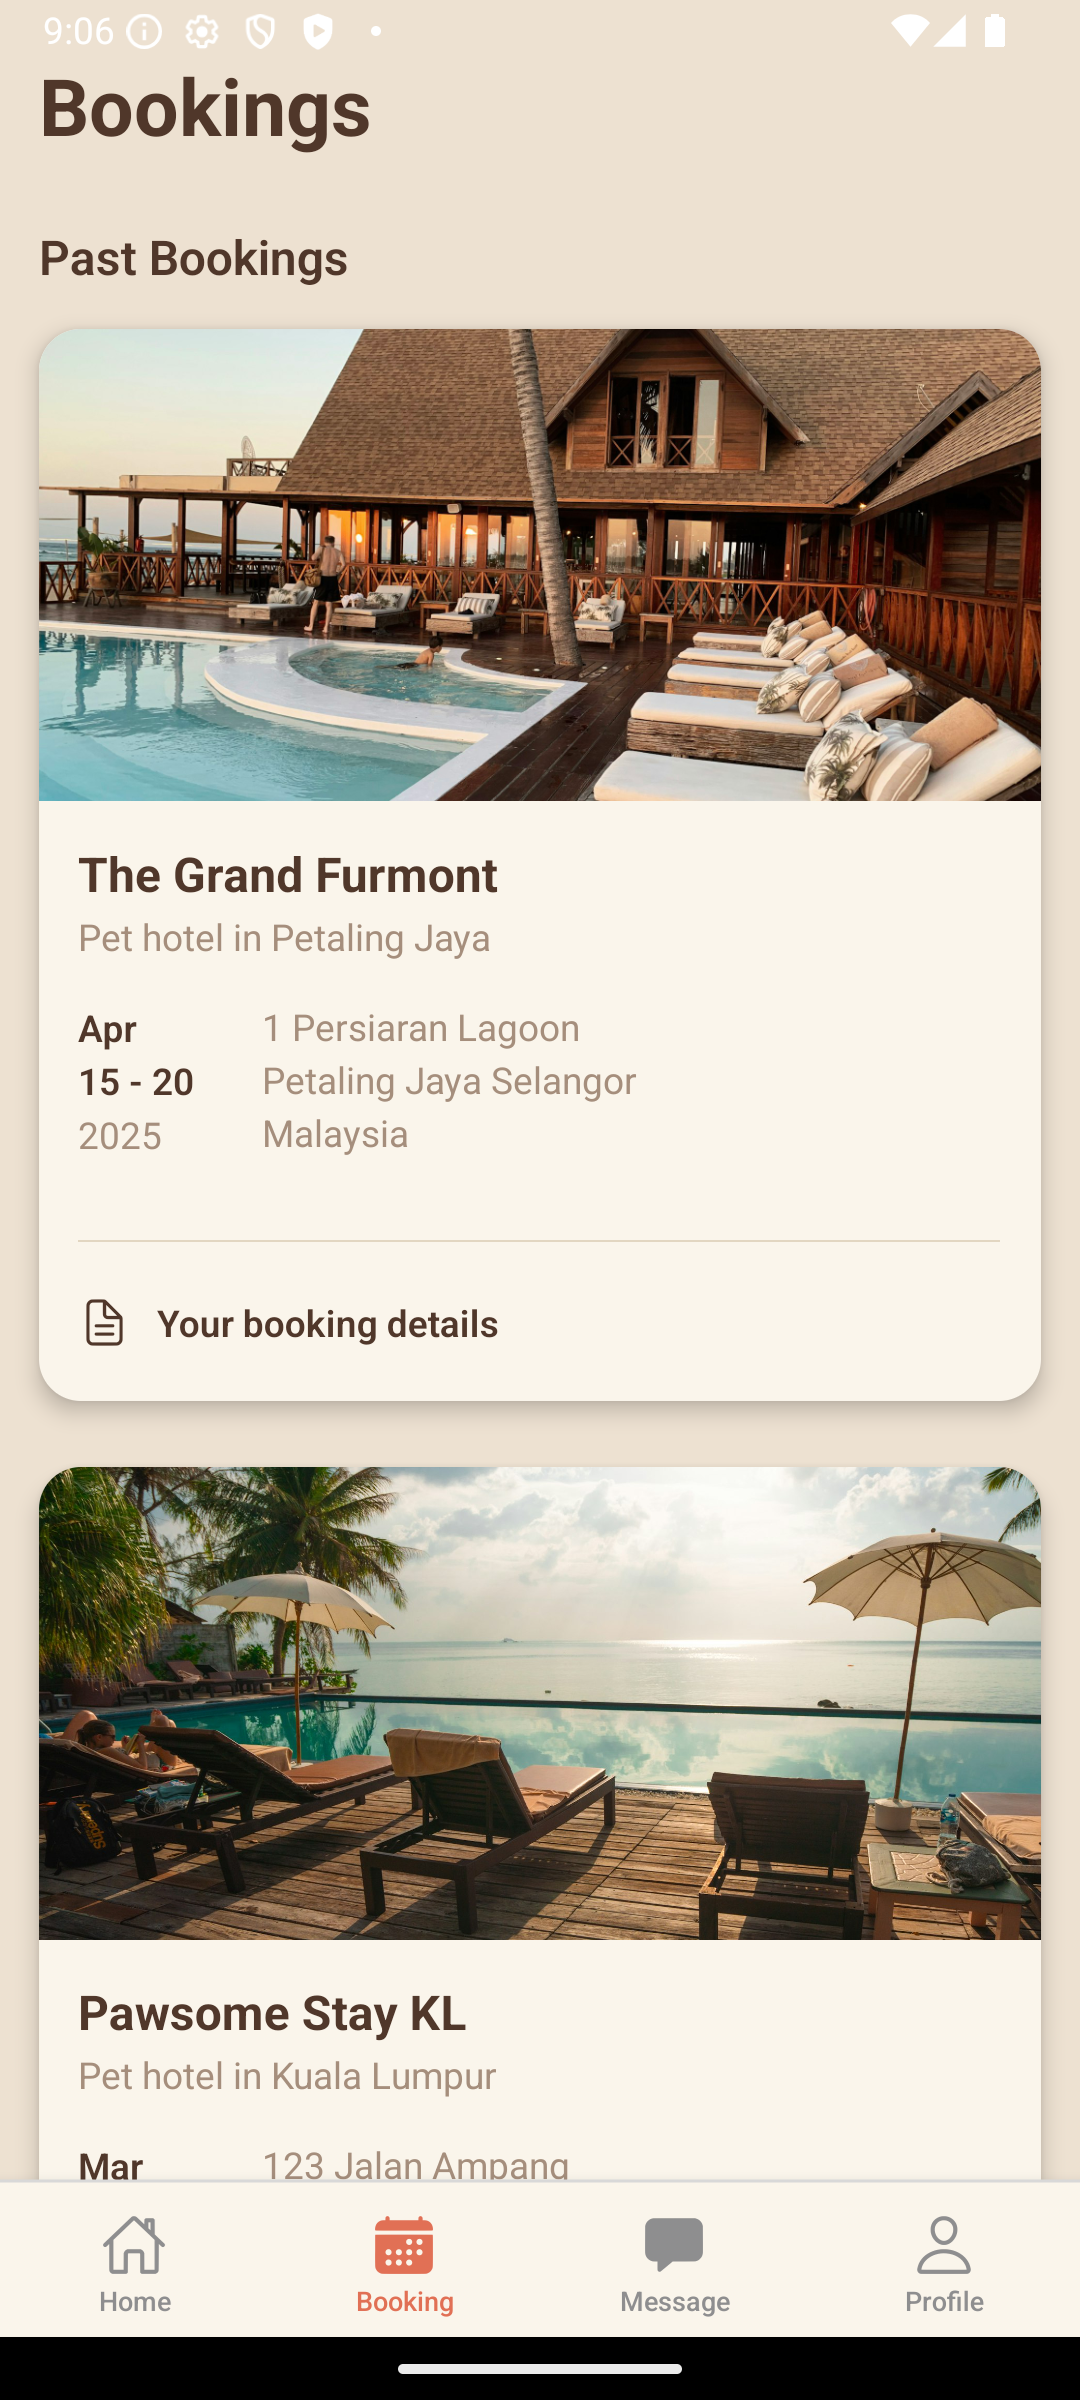 9:06
Bookings
Past Bookings
The Grand Furmont
Pet hotel in Petaling Jaya
Apr
15 - 20
2025
1 Persiaran Lagoon
Petaling Jaya Selangor
Malaysia
Your booking details
Pawsome Stay KL
Pet hotel in Kuala Lumpur
Mar
123 Jalan Ampang
Home
Booking
Message
Profile